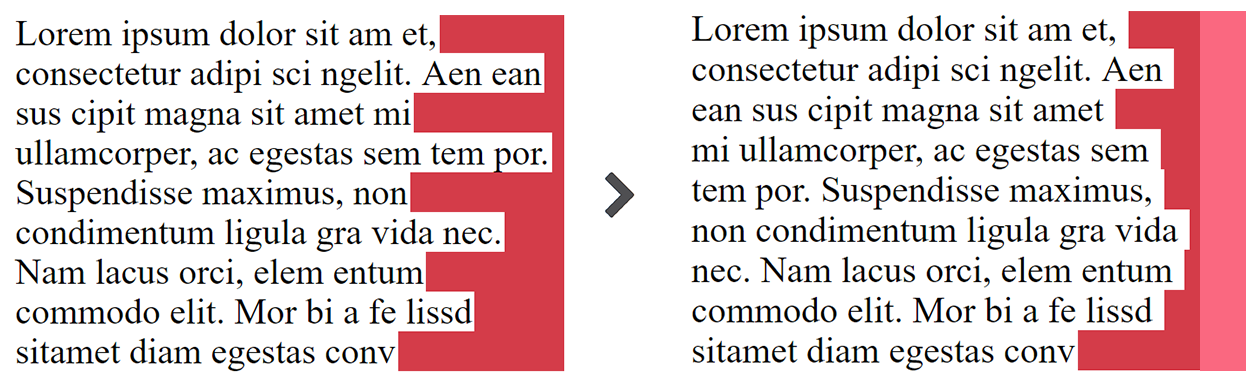 Lorem ipsum dolor sit am et,
consectetur adipi sci ngelit. Aen ean
sus cipit magna sit amet mi
ullamcorper, ac egestas sem tem por.
Suspendisse maximus, non
condimentum ligula gra vida nec.
Nam lacus orci, elem entum
commodo elit. Mor bi a fe lissd
sitamet diam egestas conv
Lorem ipsum dolor sit am et,
consectetur adipi sci ngelit. Aen
ean sus cipit magna sit amet
mi ullamcorper, ac egestas sem
tem por. Suspendisse maximus,
non condimentum ligula gra vida
nec. Nam lacus orci, elem entum
commodo elit. Mor bi a fe lissd
sitamet diam egestas conv